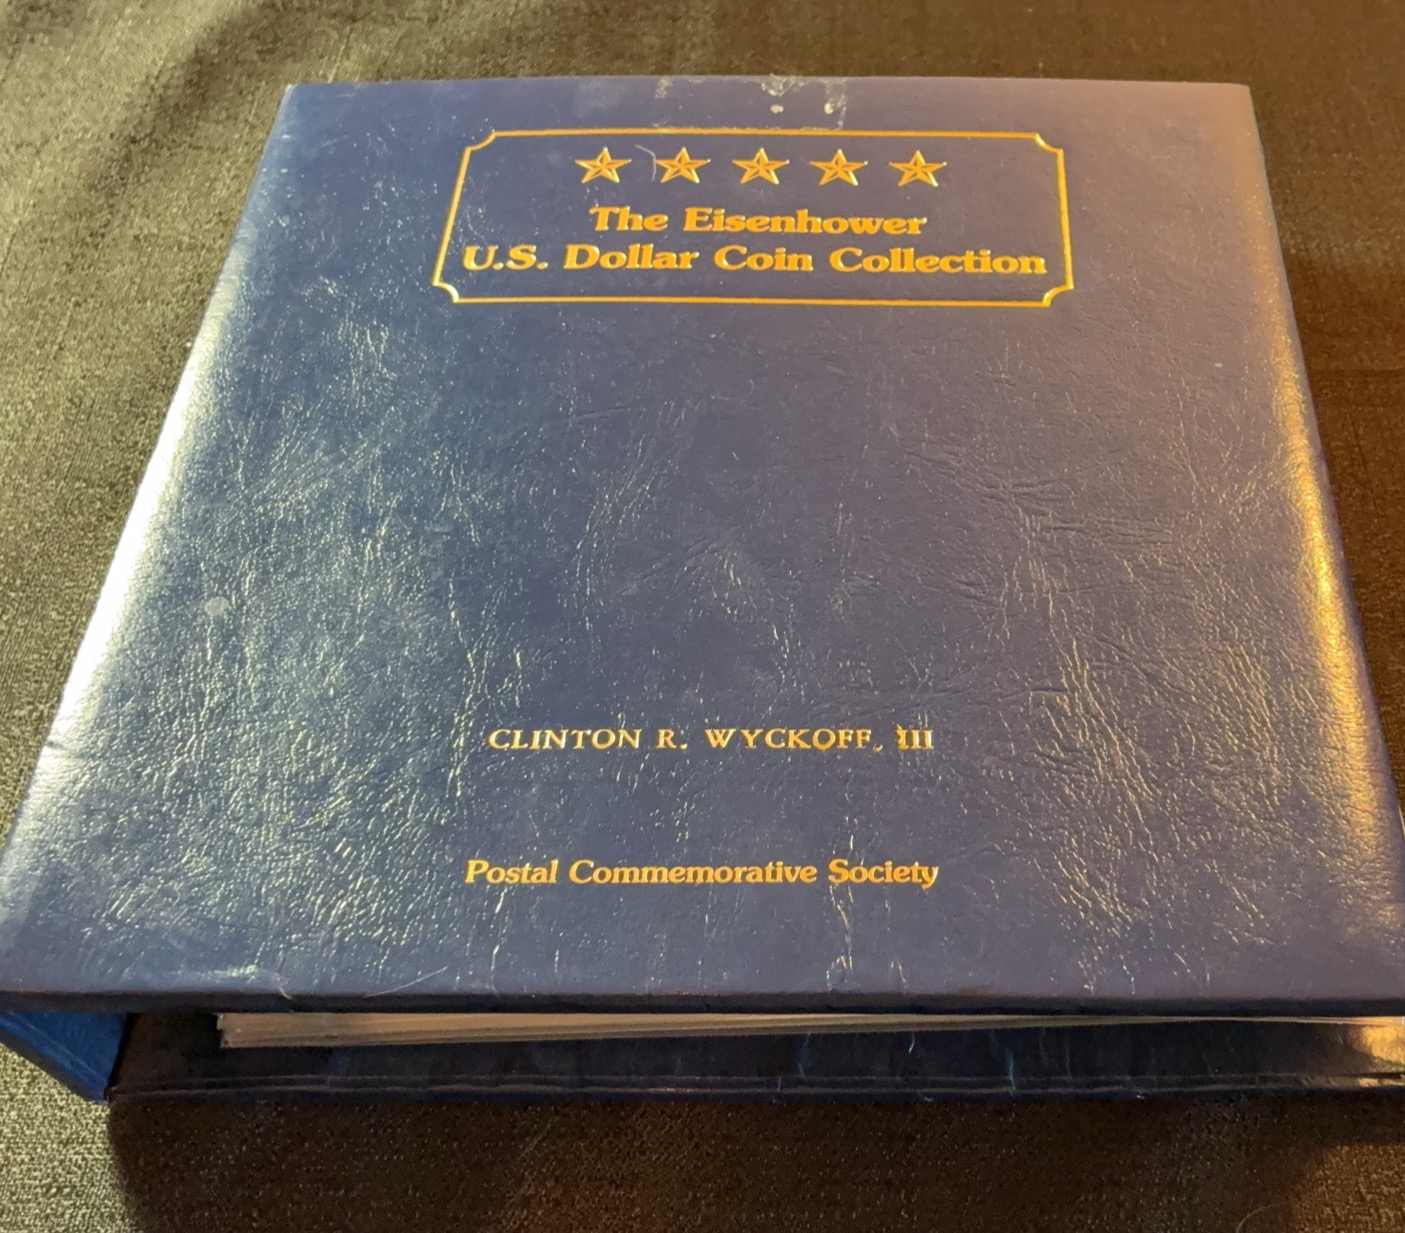 The Eisenhower
U.S. Dollar Coin Collection
CLINTON R. WYCKOFF, III
Postal Commemorative Society